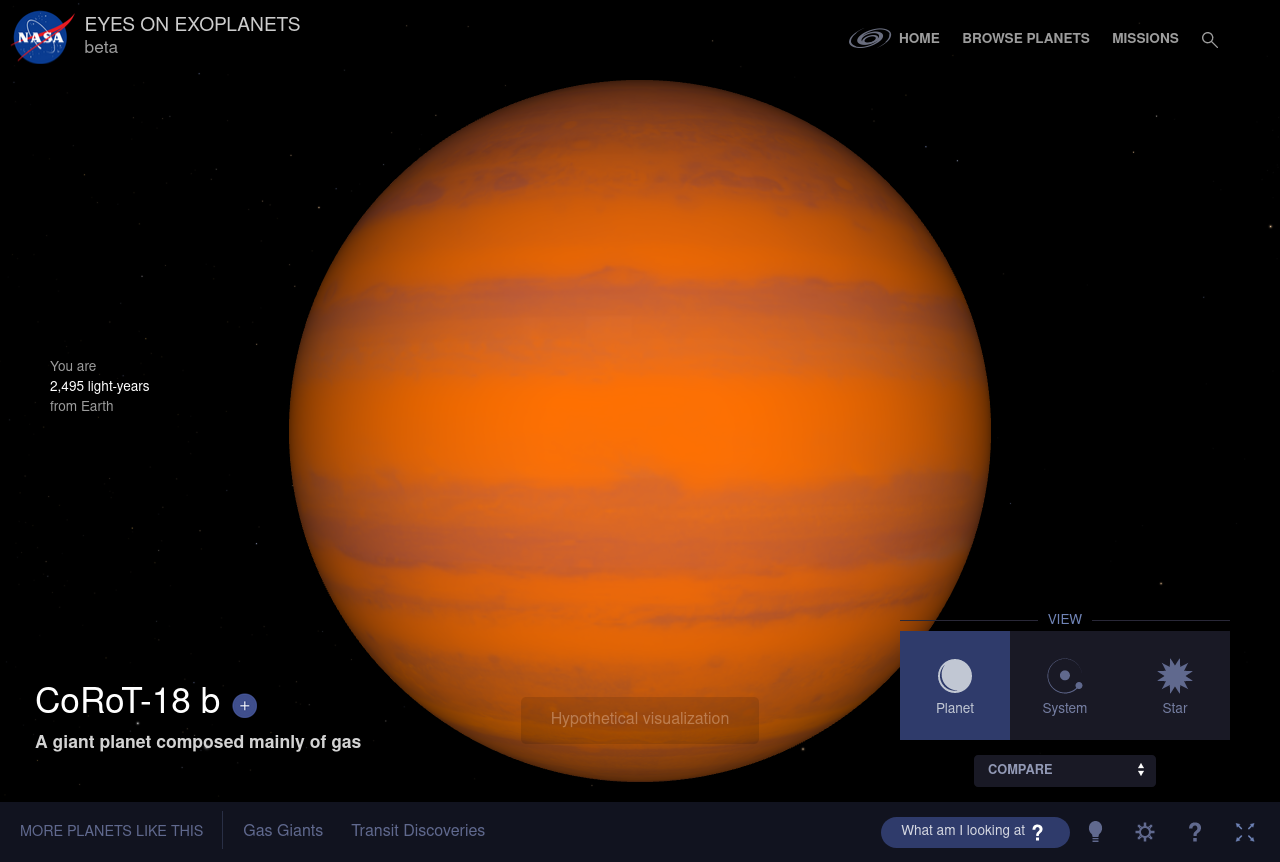 NASA
EYES ON EXOPLANETS
beta
HOME
BROWSE PLANETS
MISSIONS
You are
2,495 light-years
from Earth
VIEW
Planet
System
Star
CoRoT-18 b +
A giant planet composed mainly of gas
Hypothetical visualization
COMPARE
MORE PLANETS LIKE THIS
Gas Giants
Transit Discoveries
What am I looking at ?
?